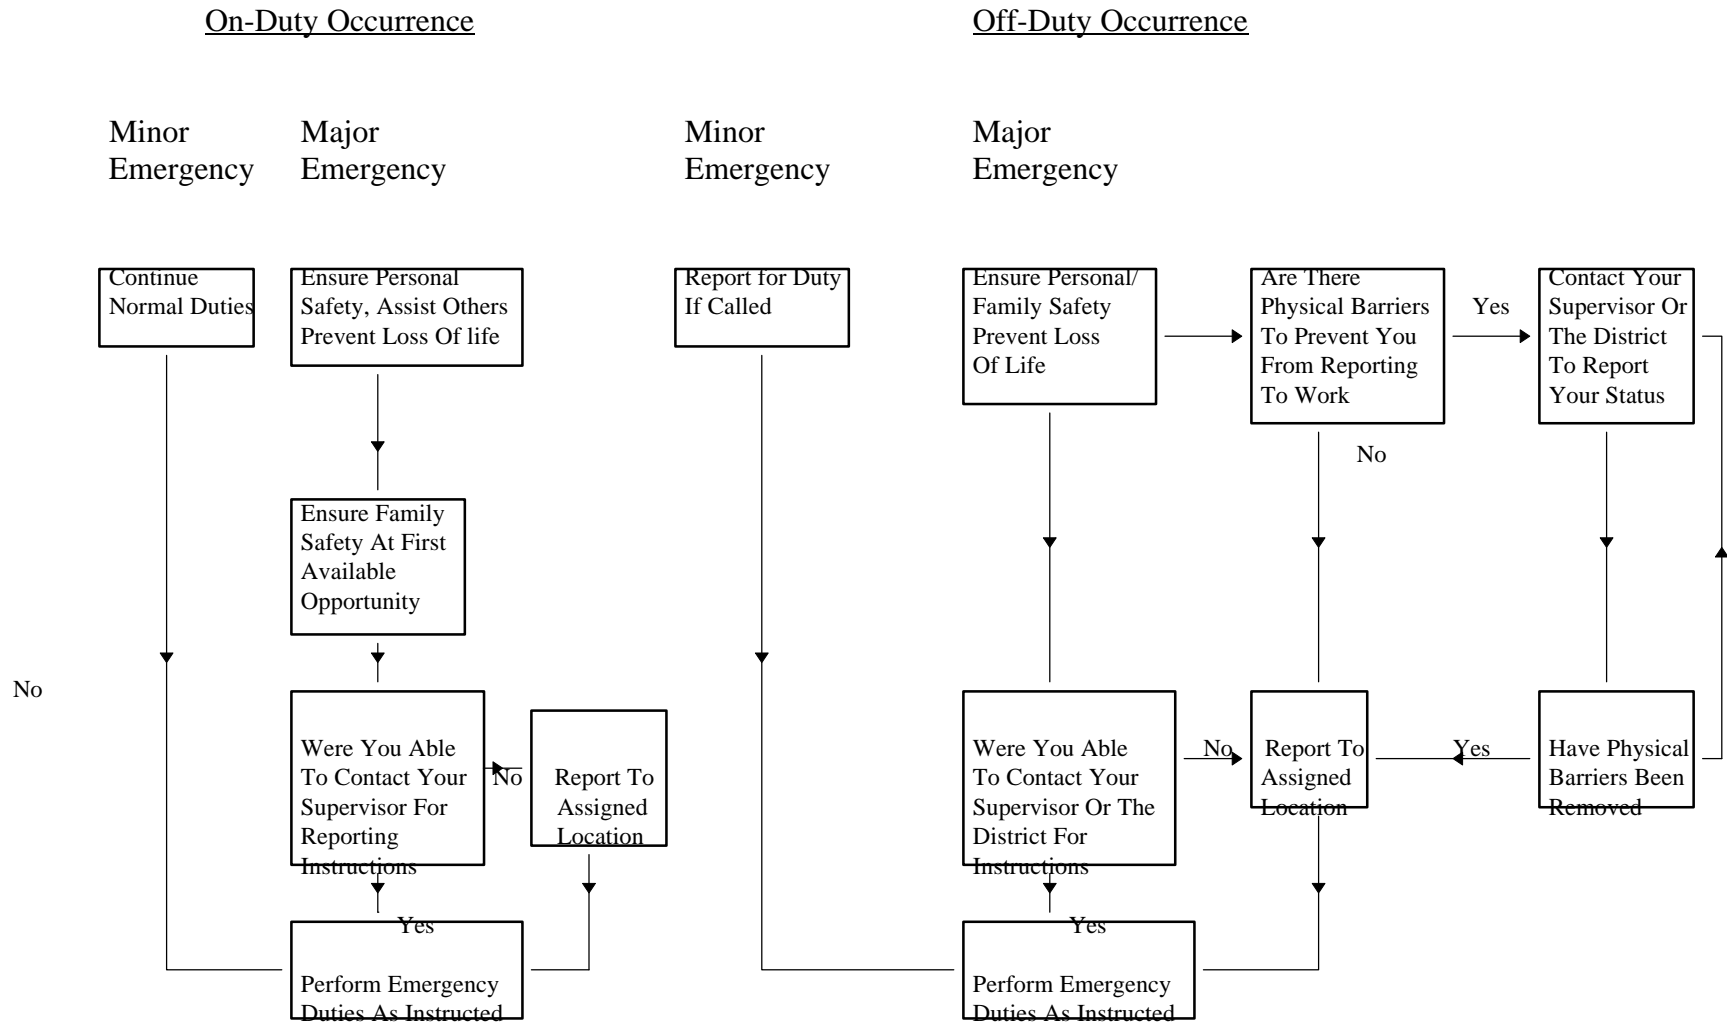 On-Duty Occurrence
Off-Duty Occurrence
Minor
Emergency
Major
Emergency
Minor
Emergency
Major
Emergency
Continue
Normal Duties
Ensure Personal
Safety, Assist Others
Prevent Loss Of life
Report for Duty
If Called
Ensure Personal/
Family Safety
Prevent Loss
Of Life
Are There
Physical Barriers
To Prevent You
From Reporting
To Work
Yes
Contact Your
Supervisor Or
The District
To Report
Your Status
No
Ensure Family
Safety At First
Available
Opportunity
No
Were You Able
To Contact Your
Supervisor For
Reporting
Instructions
No
Report To
Assigned
Location
Were You Able
To Contact Your
Supervisor Or The
District For
Instructions
No
Report To
Assigned
Location
Yes
Have Physical
Barriers Been
Removed
Yes
Perform Emergency
Duties As Instructed
Yes
Perform Emergency
Duties As Instructed